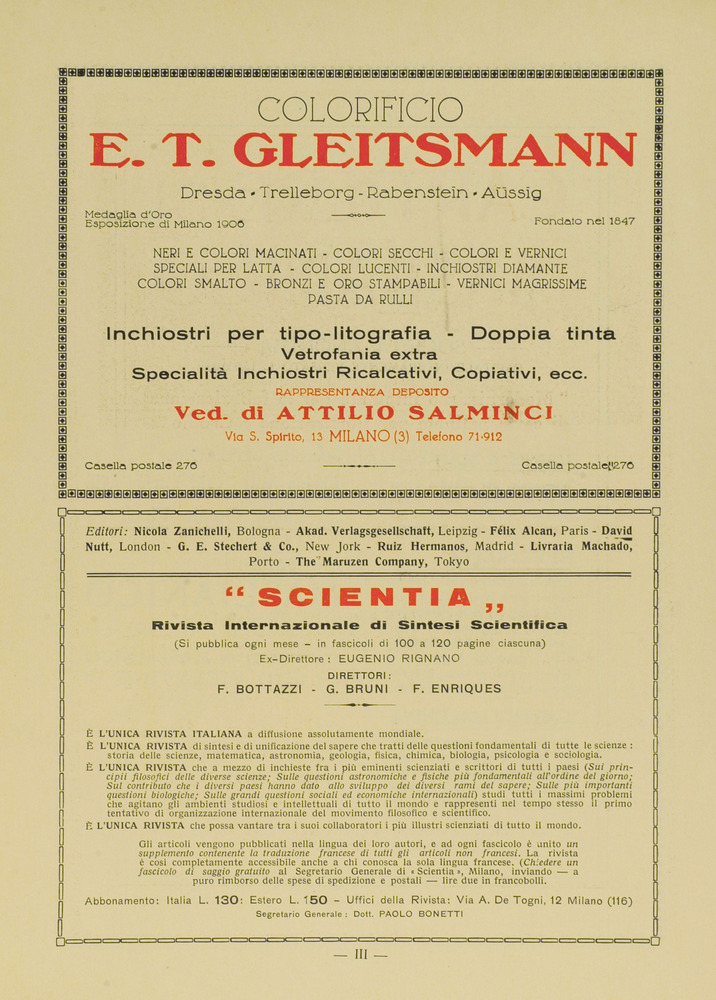 COLORIFICIO
E. T. GLEITSMANN
Dresda - Trelleborg - Rabenstein - Aüssig
Medaglia d'Oro
Esposizione di Milano 1906
Fondato nel 1847
NERI E COLORI MACINATI - COLORI SECCHI - COLORI E VERNICI
SPECIALI PER LATTA - COLORI LUCENTI - INCHIOSTRI DIAMANTE
COLORI SMALTO - BRONZI E ORO STAMPABILI - VERNICI MAGRISSIME
PASTA DA RULLI
Inchiostri per tipo-litografia - Doppia tinta
Vetrofania extra
Specialità Inchiostri Ricalcativi, Copiativi, ecc.
RAPPRESENTANZA DEPOSITO
Ved. di ATTILIO SALMINCI
Via S. Spirito, 13 MILANO (3) Telefono 71-912
Casella postale 276
Casella postale 276
Editori: Nicola Zanichelli, Bologna - Akad. Verlagsgesellschaft, Leipzig - Félix Alcan, Paris - David
Nutt, London - G. E. Stechert & Co., New Jork - Ruiz Hermanos, Madrid - Livraria Machado,
Porto - The Maruzen Company, Tokyo
“ SCIENTIA „
Rivista Internazionale di Sintesi Scientifica
(Si pubblica ogni mese - in fascicoli di 100 a 120 pagine ciascuna)
Ex-Direttore : EUGENIO RIGNANO
DIRETTORI :
F. BOTTAZZI - G. BRUNI - F. ENRIQUES
È L'UNICA RIVISTA ITALIANA a diffusione assolutamente mondiale.
È L'UNICA RIVISTA di sintesi e di unificazione del sapere che tratti delle questioni fondamentali di tutte le scienze :
storia delle scienze, matematica, astronomia, geologia, fisica, chimica, biologia, psicologia e sociologia.
È L'UNICA RIVISTA che a mezzo di inchieste fra i più eminenti scienziati e scrittori di tutti i paesi (Sui prin-
cipii filosofici delle diverse scienze; Sulle questioni astronomiche e fisiche più fondamentali all'ordine del giorno;
Sul contributo che i diversi paesi hanno dato allo sviluppo dei diversi rami del sapere; Sulle più importanti
questioni biologiche; Sulle grandi questioni sociali ed economiche internazionali) studi tutti i massimi problemi
che agitano gli ambienti studiosi e intellettuali di tutto il mondo e rappresenti nel tempo stesso il primo
tentativo di organizzazione internazionale del movimento filosofico e scientifico.
È L'UNICA RIVISTA che possa vantare tra i suoi collaboratori i più illustri scienziati di tutto il mondo.
Gli articoli vengono pubblicati nella lingua dei loro autori, e ad ogni fascicolo è unito un
supplemento contenente la traduzione francese di tutti gli articoli non francesi. La rivista
è così completamente accessibile anche a chi conosca la sola lingua francese. (Chiedere un
fascicolo di saggio gratuito al Segretario Generale di « Scientia », Milano, inviando — a
puro rimborso delle spese di spedizione e postali — lire due in francobolli.
Abbonamento: Italia L. 130: Estero L. 150 - Uffici della Rivista: Via A. De Togni, 12 Milano (116)
Segretario Generale : Dott. PAOLO BONETTI
— III —